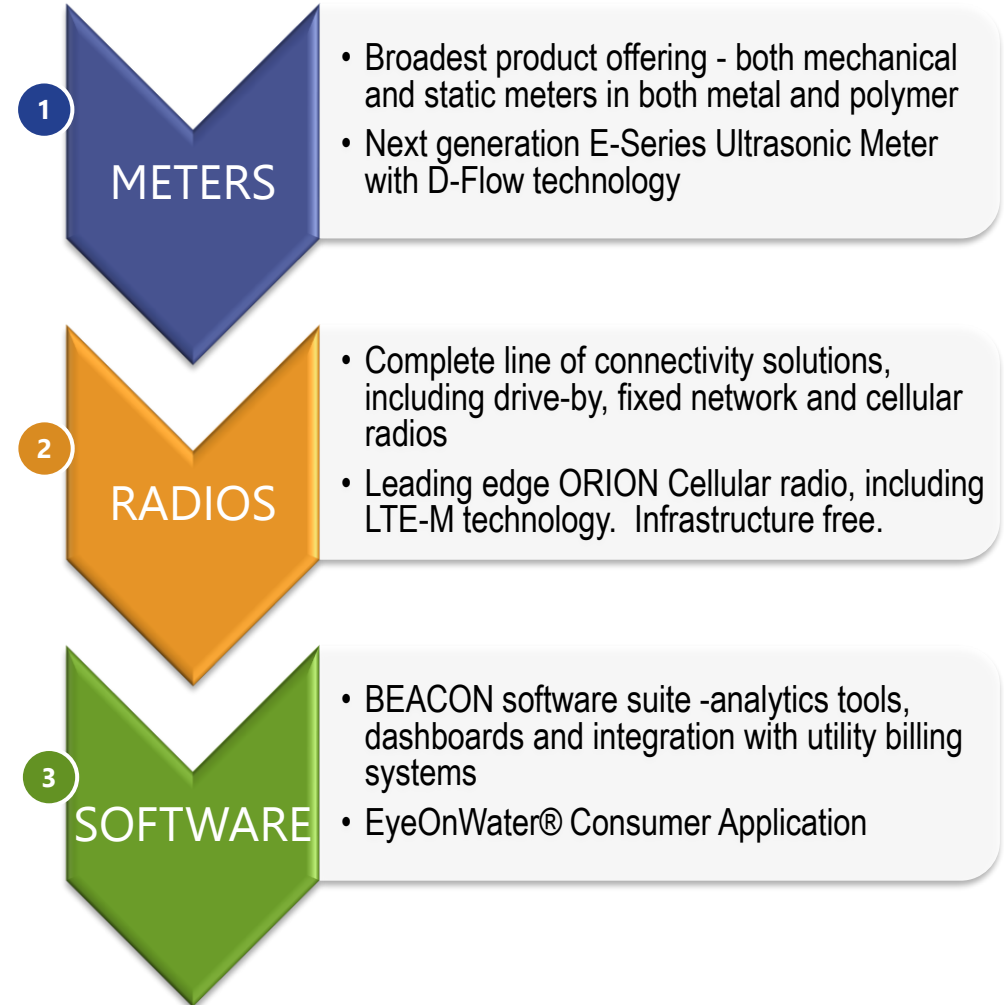 1
METERS
• Broadest product offering - both mechanical
and static meters in both metal and polymer
• Next generation E-Series Ultrasonic Meter
with D-Flow technology
2
RADIOS
• Complete line of connectivity solutions,
including drive-by, fixed network and cellular
radios
• Leading edge ORION Cellular radio, including
LTE-M technology.  Infrastructure free.
3
SOFTWARE
• BEACON software suite -analytics tools,
dashboards and integration with utility billing
systems
• EyeOnWater® Consumer Application